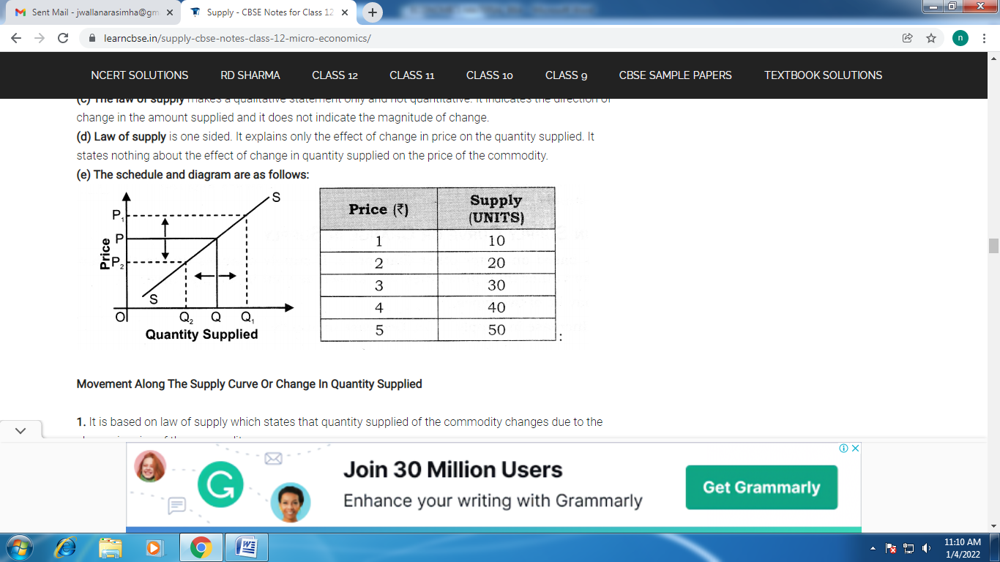 Sent Mail - jwallanarasimha@gm
Supply - CBSE Notes for Class 12
learncbse.in/supply-cbse-notes-class-12-micro-economics/
n
NCERT SOLUTIONS RD SHARMA CLASS 12 CLASS 11 CLASS 10 CLASS 9 CBSE SAMPLE PAPERS TEXTBOOK SOLUTIONS
(c) The law of supply makes a qualitative statement only and not quantitative. It indicates the direction of
change in the amount supplied and it does not indicate the magnitude of change.
(d) Law of supply is one sided. It explains only the effect of change in price on the quantity supplied. It
states nothing about the effect of change in quantity supplied on the price of the commodity.
(e) The schedule and diagram are as follows:
S
P₁
P
P₂
Price
S
O Q₂ Q Q₁
Quantity Supplied
Price (₹) Supply
(UNITS)
1 10
2 20
3 30
4 40
5 50
:
Movement Along The Supply Curve Or Change In Quantity Supplied
1. It is based on law of supply which states that quantity supplied of the commodity changes due to the
Join 30 Million Users
Enhance your writing with Grammarly
Get Grammarly
11:10 AM
1/4/2022